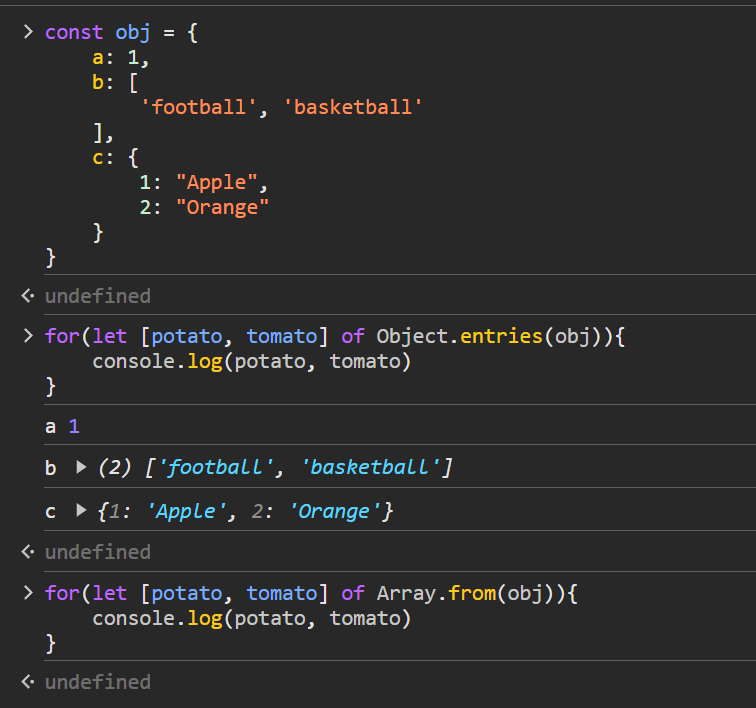 const obj = {
    a: 1,
    b: [
        'football', 'basketball'
    ],
    c: {
        1: "Apple",
        2: "Orange"
    }
}
undefined
for(let [potato, tomato] of Object.entries(obj)){
    console.log(potato, tomato)
}
a 1
b (2) ['football', 'basketball']
c {1: 'Apple', 2: 'Orange'}
undefined
for(let [potato, tomato] of Array.from(obj)){
    console.log(potato, tomato)
}
undefined